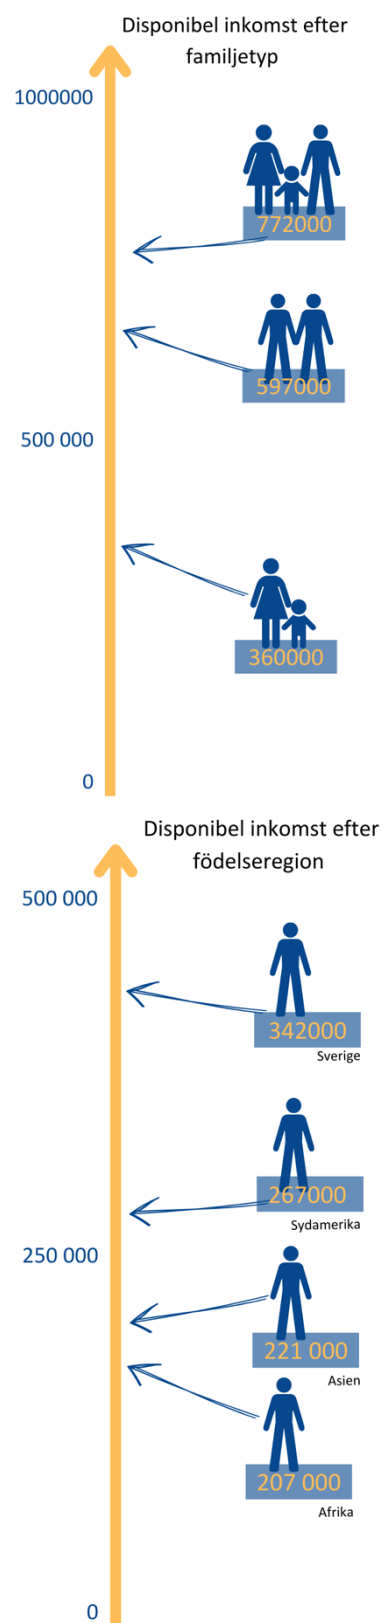 Disponibel inkomst efter
familjetyp
1000000
772000
597000
500 000
360000
0
Disponibel inkomst efter
födelseregion
500 000
342000
Sverige
267000
Sydamerika
250 000
221 000
Asien
207 000
Afrika
0